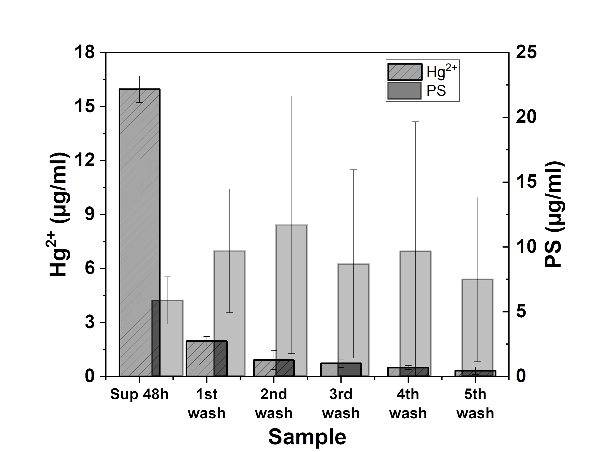 18
15
12
9
6
3
0
Hg²⁺ (µg/ml)
Hg²⁺
PS
25
20
15
10
5
0
PS (µg/ml)
Sup 48h 1st 2nd 3rd 4th 5th
wash wash wash wash wash
Sample